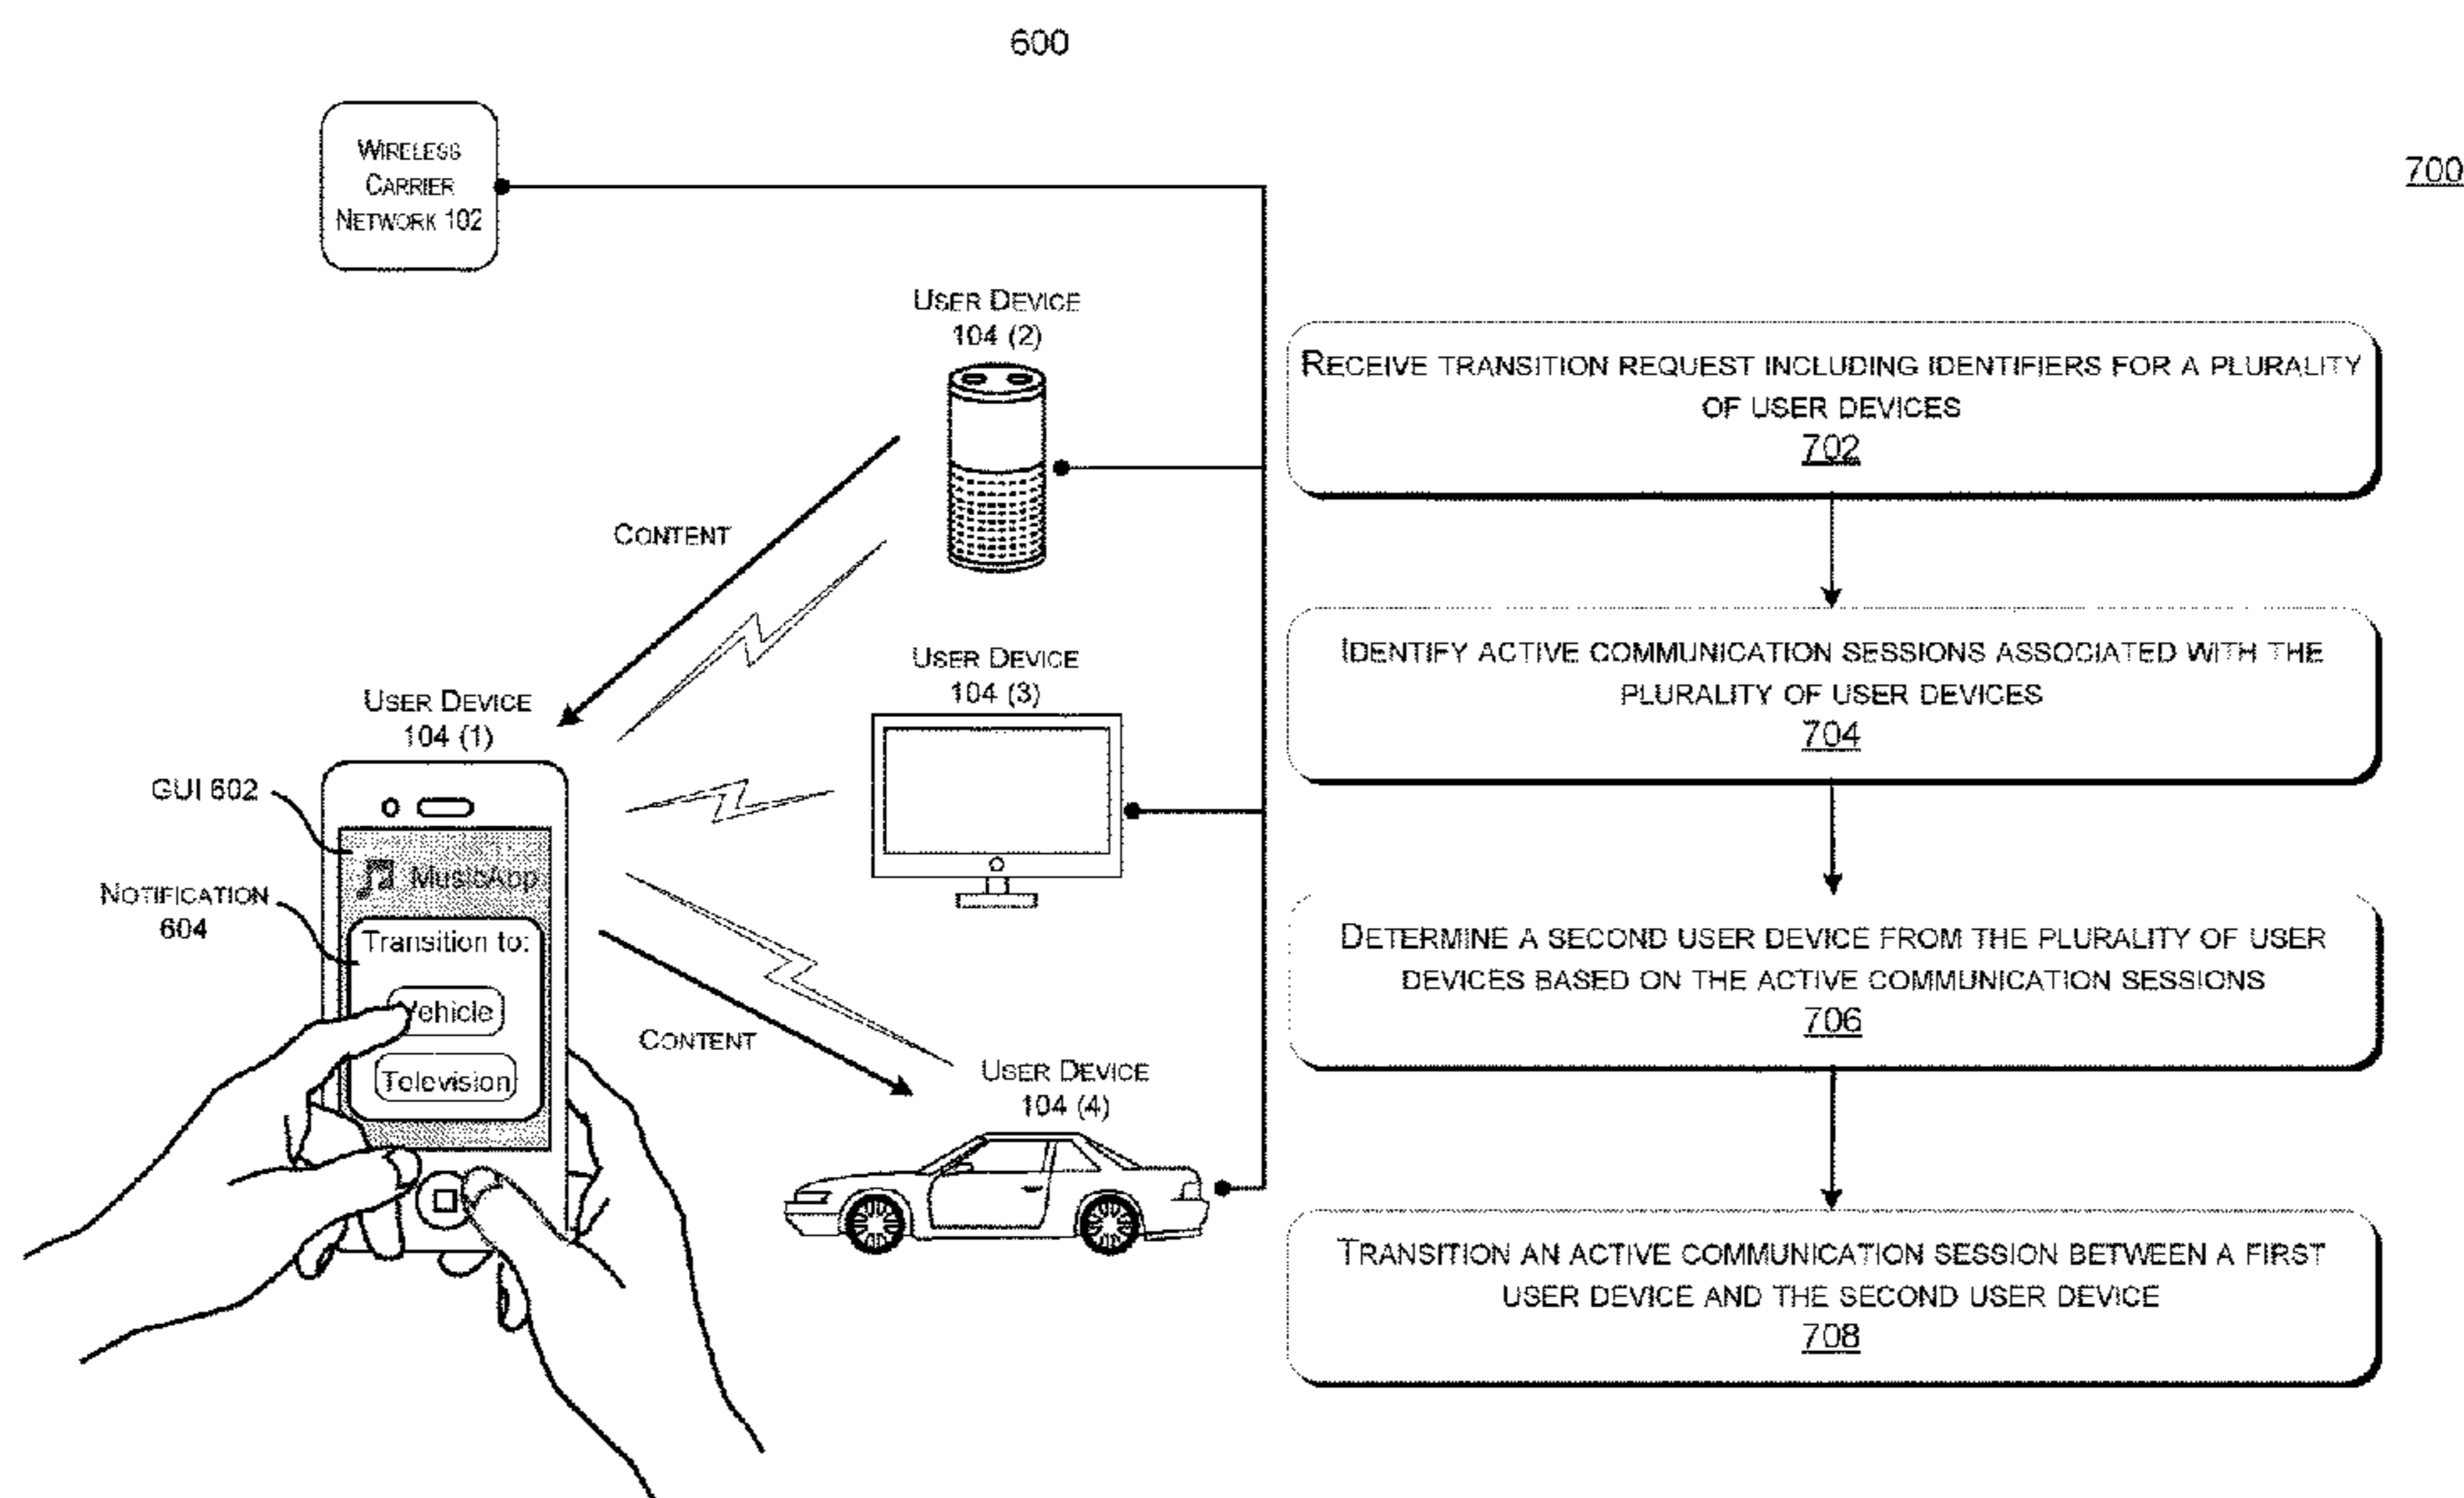 600
WIRELESS
CARRIER
NETWORK 102
USER DEVICE
104 (2)
CONTENT
USER DEVICE
104 (3)
USER DEVICE
104 (1)
GUI 602
MusicApp
NOTIFICATION
604
Transition to:
Vehicle
Television
CONTENT
USER DEVICE
104 (4)
700
RECEIVE TRANSITION REQUEST INCLUDING IDENTIFIERS FOR A PLURALITY
OF USER DEVICES
702
IDENTIFY ACTIVE COMMUNICATION SESSIONS ASSOCIATED WITH THE
PLURALITY OF USER DEVICES
704
DETERMINE A SECOND USER DEVICE FROM THE PLURALITY OF USER
DEVICES BASED ON THE ACTIVE COMMUNICATION SESSIONS
706
TRANSITION AN ACTIVE COMMUNICATION SESSION BETWEEN A FIRST
USER DEVICE AND THE SECOND USER DEVICE
708